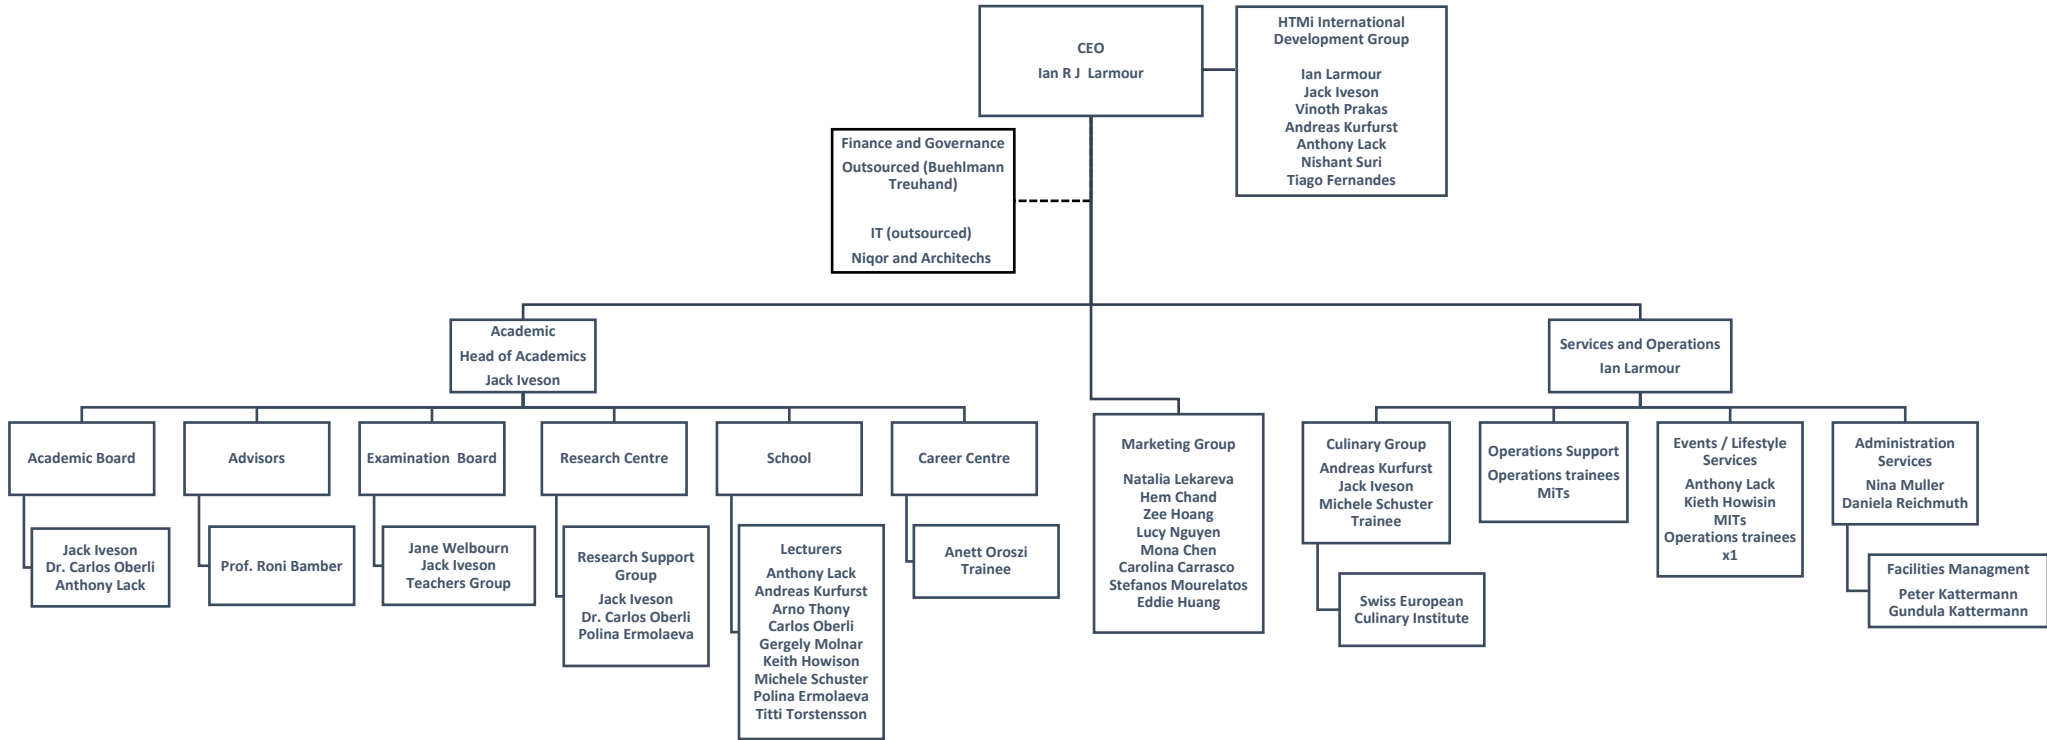 CEO
Ian R J Larmour
HTMi International
Development Group
Ian Larmour
Jack Iveson
Vinoth Prakas
Andreas Kurfurst
Anthony Lack
Nishant Suri
Tiago Fernandes
Finance and Governance
Outsourced (Buehlmann
Treuhand)
IT (outsourced)
Niqor and Architechs
Academic
Head of Academics
Jack Iveson
Services and Operations
Ian Larmour
Academic Board
Jack Iveson
Dr. Carlos Oberli
Anthony Lack
Advisors
Prof. Roni Bamber
Examination Board
Jane Welbourn
Jack Iveson
Teachers Group
Research Centre
Research Support
Group
Jack Iveson
Dr. Carlos Oberli
Polina Ermolaeva
School
Lecturers
Anthony Lack
Andreas Kurfurst
Arno Thony
Carlos Oberli
Gergely Molnar
Keith Howison
Michele Schuster
Polina Ermolaeva
Titti Torstensson
Career Centre
Anett Oroszi
Trainee
Marketing Group
Natalia Lekareva
Hem Chand
Zee Hoang
Lucy Nguyen
Mona Chen
Carolina Carrasco
Stefanos Mourelatos
Eddie Huang
Culinary Group
Andreas Kurfurst
Jack Iveson
Michele Schuster
Trainee
Swiss European
Culinary Institute
Operations Support
Operations trainees
MiTs
Events / Lifestyle
Services
Anthony Lack
Kieth Howisin
MITs
Operations trainees
x1
Administration
Services
Nina Muller
Daniela Reichmuth
Facilities Managment
Peter Kattermann
Gundula Kattermann